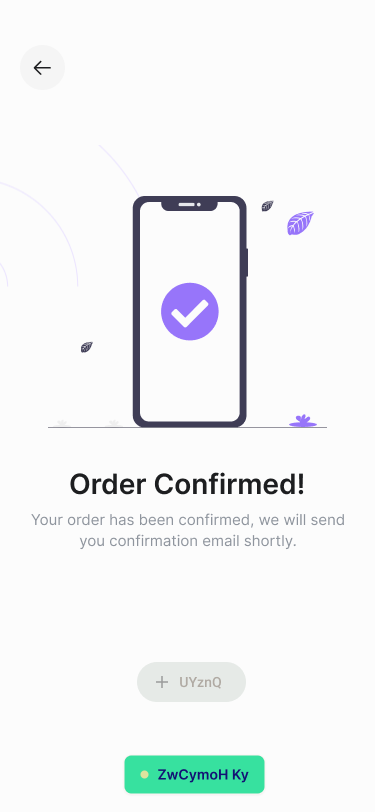 Order Confirmed!
Your order has been confirmed, we will send
you confirmation email shortly.
UYznQ
ZwCymoH Ky